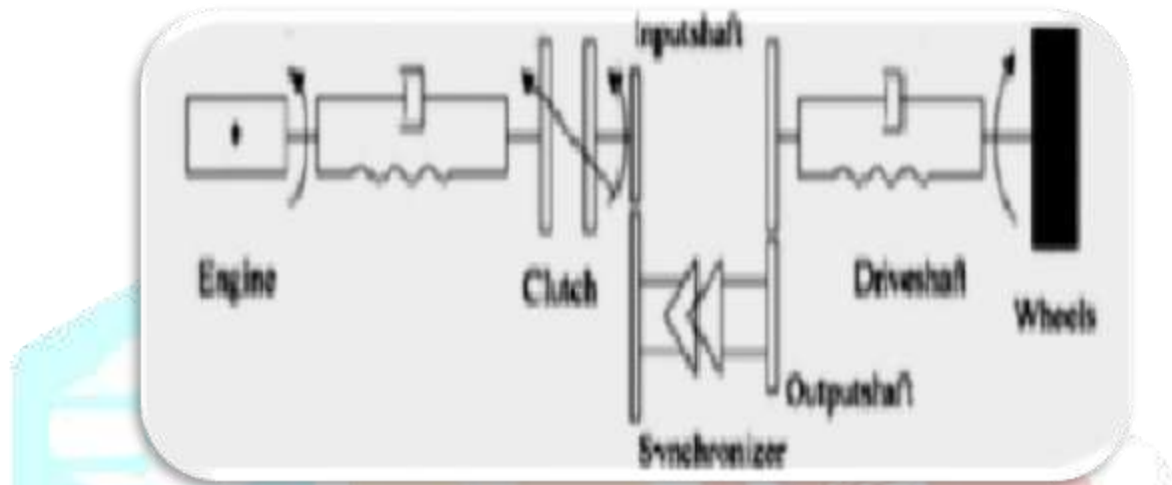 Inputshaft
Engine
Clutch
Driveshaft
Wheels
Outputshaft
Synchronizer